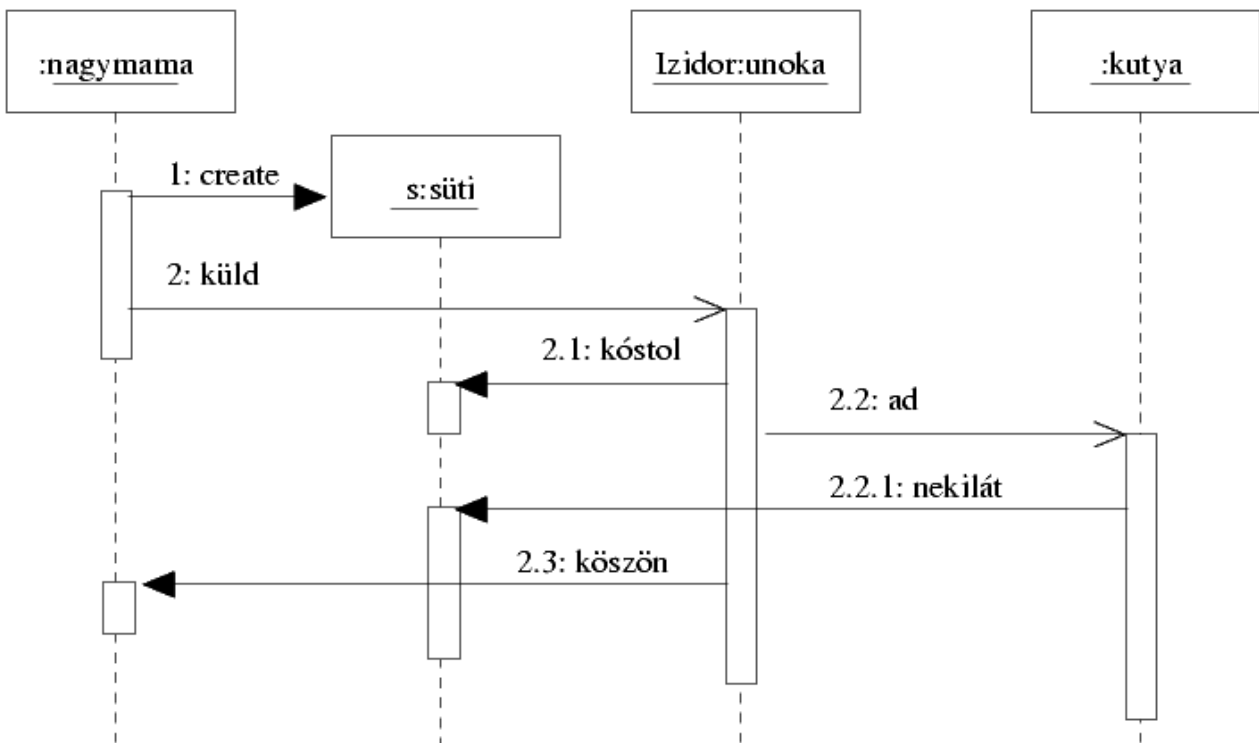 :nagymama
Izidor:unoka
:kutya
1: create
s:süti
2: küld
2.1: kóstol
2.2: ad
2.2.1: nekilát
2.3: köszön